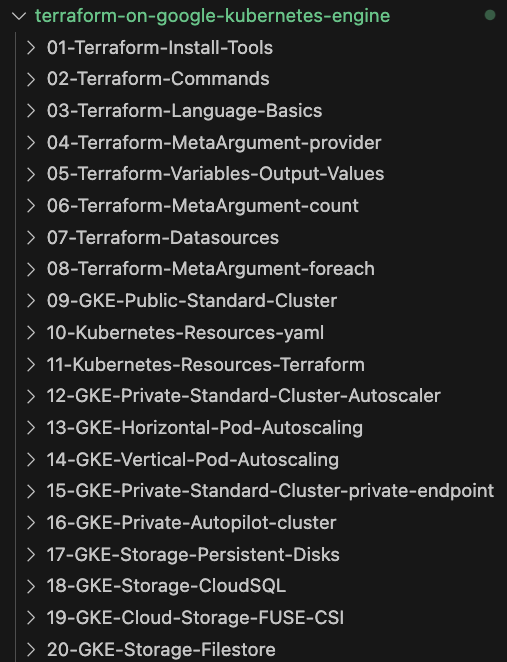 terraform-on-google-kubernetes-engine
01-Terraform-Install-Tools
02-Terraform-Commands
03-Terraform-Language-Basics
04-Terraform-MetaArgument-provider
05-Terraform-Variables-Output-Values
06-Terraform-MetaArgument-count
07-Terraform-Datasources
08-Terraform-MetaArgument-foreach
09-GKE-Public-Standard-Cluster
10-Kubernetes-Resources-yaml
11-Kubernetes-Resources-Terraform
12-GKE-Private-Standard-Cluster-Autoscaler
13-GKE-Horizontal-Pod-Autoscaling
14-GKE-Vertical-Pod-Autoscaling
15-GKE-Private-Standard-Cluster-private-endpoint
16-GKE-Private-Autopilot-cluster
17-GKE-Storage-Persistent-Disks
18-GKE-Storage-CloudSQL
19-GKE-Cloud-Storage-FUSE-CSI
20-GKE-Storage-Filestore